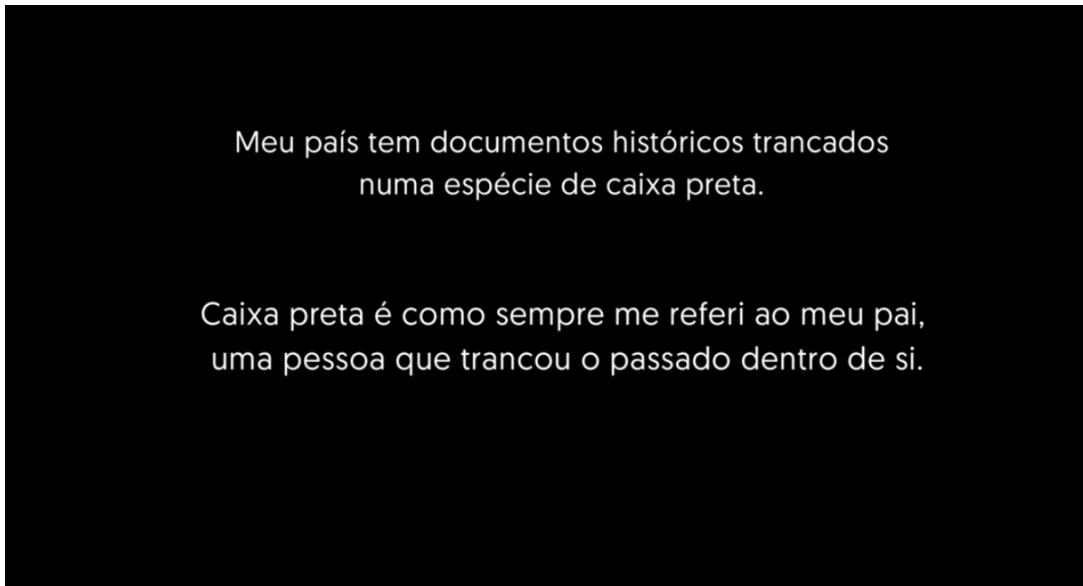 Meu país tem documentos históricos trancados
numa espécie de caixa preta.
Caixa preta é como sempre me referi ao meu pai,
uma pessoa que trancou o passado dentro de si.